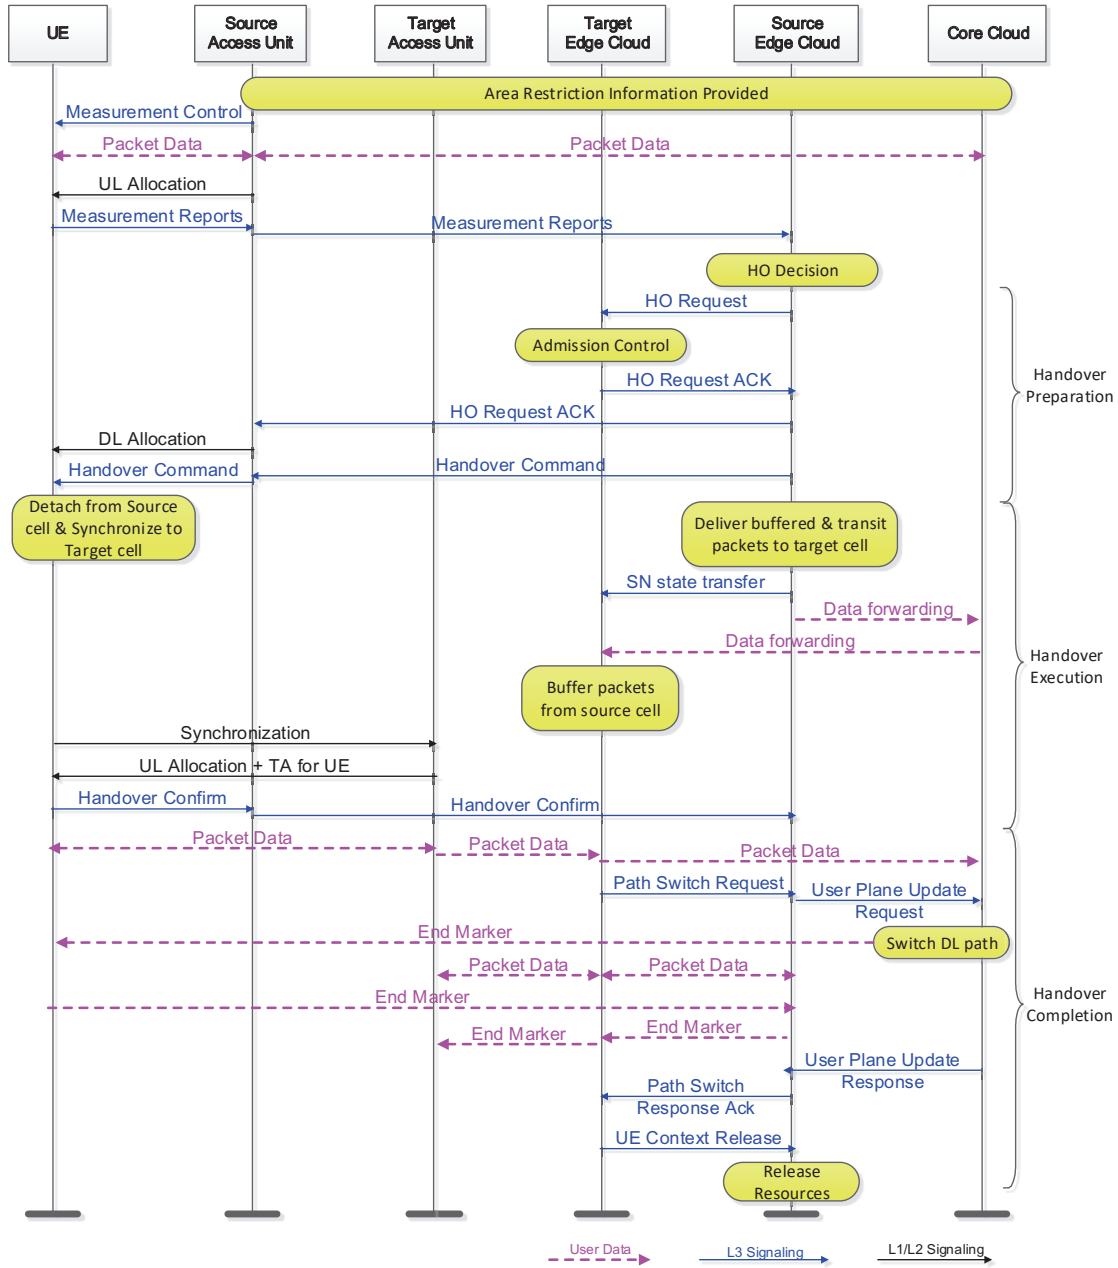 UE
Source
Access Unit
Target
Access Unit
Target
Edge Cloud
Source
Edge Cloud
Core Cloud
Area Restriction Information Provided
Measurement Control
Packet Data
Packet Data
UL Allocation
Measurement Reports
Measurement Reports
HO Decision
HO Request
Admission Control
HO Request ACK
HO Request ACK
DL Allocation
Handover Command
Handover Command
Handover
Preparation
Detach from Source
cell & Synchronize to
Target cell
Deliver buffered & transit
packets to target cell
SN state transfer
Data forwarding
Data forwarding
Buffer packets
from source cell
Handover
Execution
Synchronization
UL Allocation + TA for UE
Handover Confirm
Handover Confirm
Packet Data
Packet Data
Packet Data
Path Switch Request
User Plane Update
Request
End Marker
Switch DL path
Packet Data
Packet Data
End Marker
End Marker
End Marker
Handover
Completion
User Plane Update
Response
Path Switch
Response Ack
UE Context Release
Release
Resources
User Data
L3 Signaling
L1/L2 Signaling